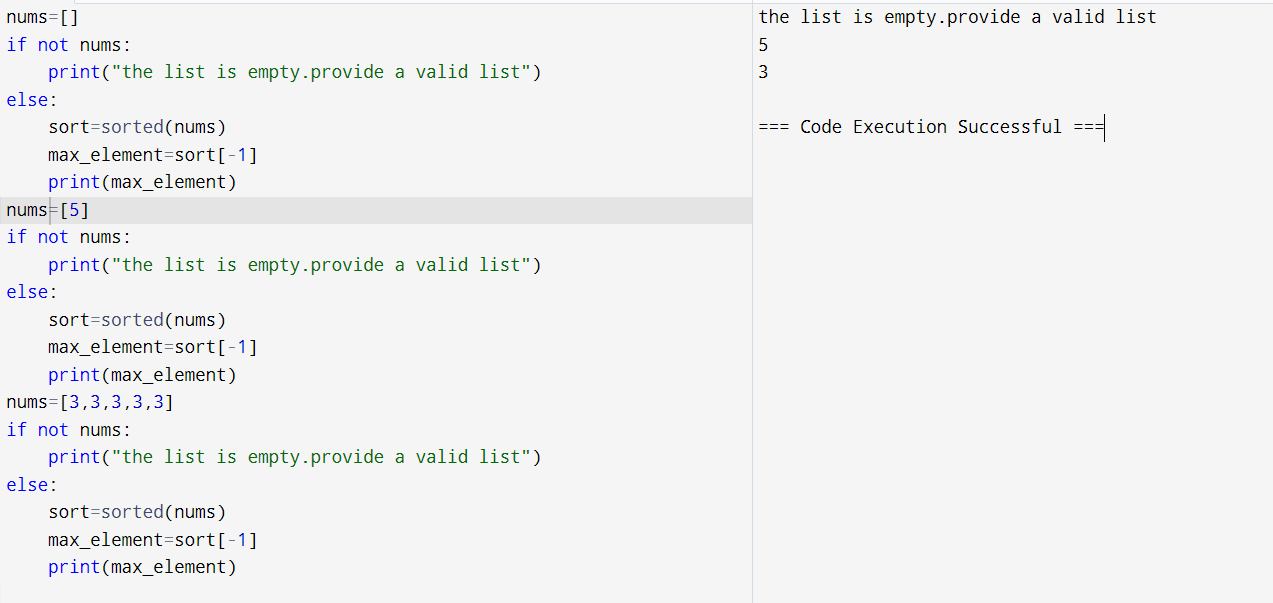 nums=[]
if not nums:
    print("the list is empty.provide a valid list")
else:
    sort=sorted(nums)
    max_element=sort[-1]
    print(max_element)
nums=[5]
if not nums:
    print("the list is empty.provide a valid list")
else:
    sort=sorted(nums)
    max_element=sort[-1]
    print(max_element)
nums=[3,3,3,3,3]
if not nums:
    print("the list is empty.provide a valid list")
else:
    sort=sorted(nums)
    max_element=sort[-1]
    print(max_element)
the list is empty.provide a valid list
5
3
=== Code Execution Successful ===